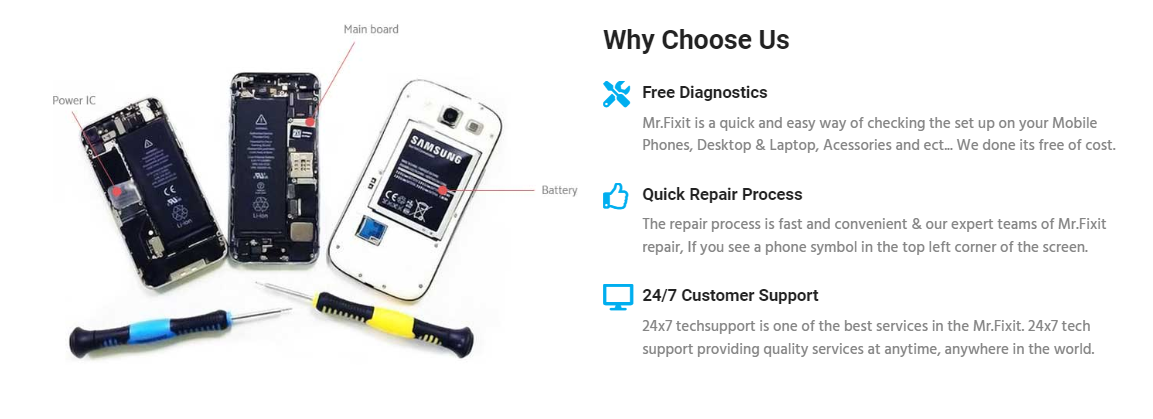 Main board
Power IC
Li-ion
Li-ion
SAMSUNG
Battery
Why Choose Us
Free Diagnostics
Mr.Fixit is a quick and easy way of checking the set up on your Mobile
Phones, Desktop & Laptop, Acessories and ect... We done its free of cost.
Quick Repair Process
The repair process is fast and convenient & our expert teams of Mr.Fixit
repair, If you see a phone symbol in the top left corner of the screen.
24/7 Customer Support
24x7 techsupport is one of the best services in the Mr.Fixit. 24x7 tech
support providing quality services at anytime, anywhere in the world.